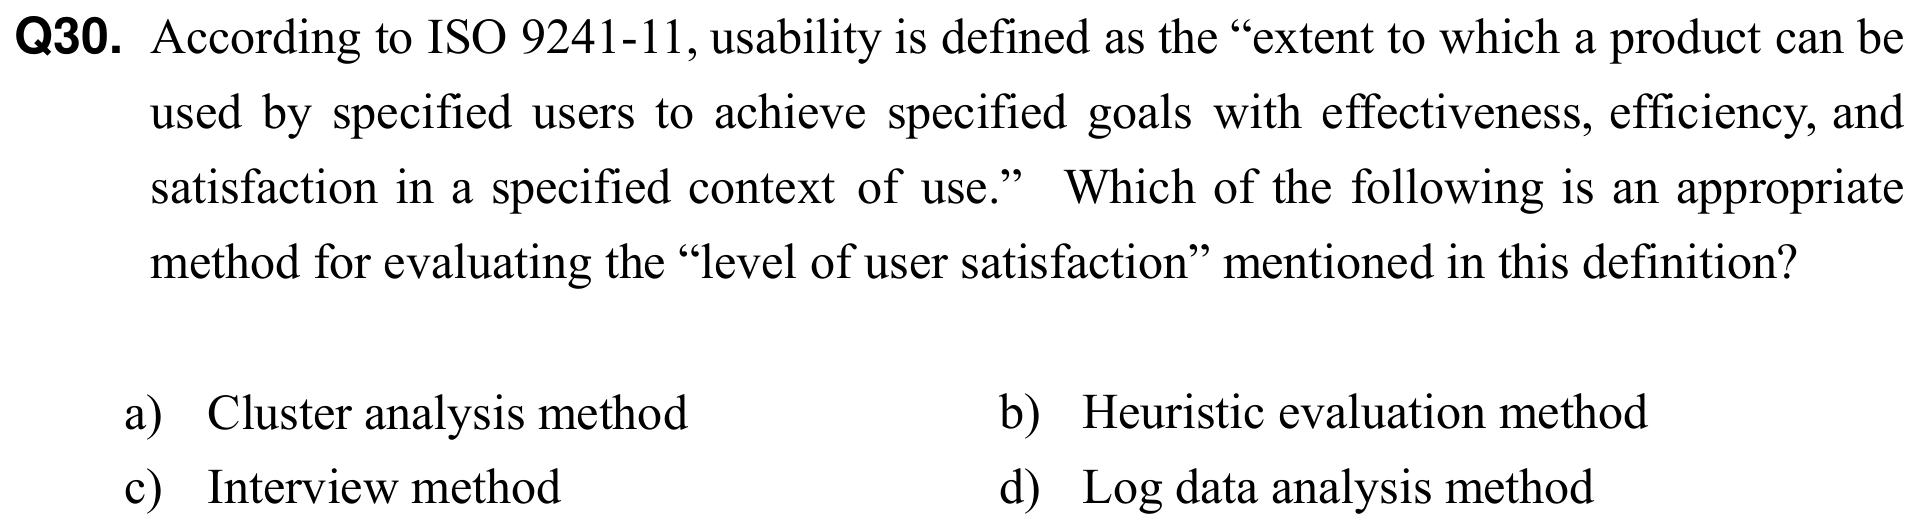 Q30. According to ISO 9241-11, usability is defined as the “extent to which a product can be
used by specified users to achieve specified goals with effectiveness, efficiency, and
satisfaction in a specified context of use.” Which of the following is an appropriate
method for evaluating the “level of user satisfaction” mentioned in this definition?
a) Cluster analysis method b) Heuristic evaluation method
c) Interview method d) Log data analysis method